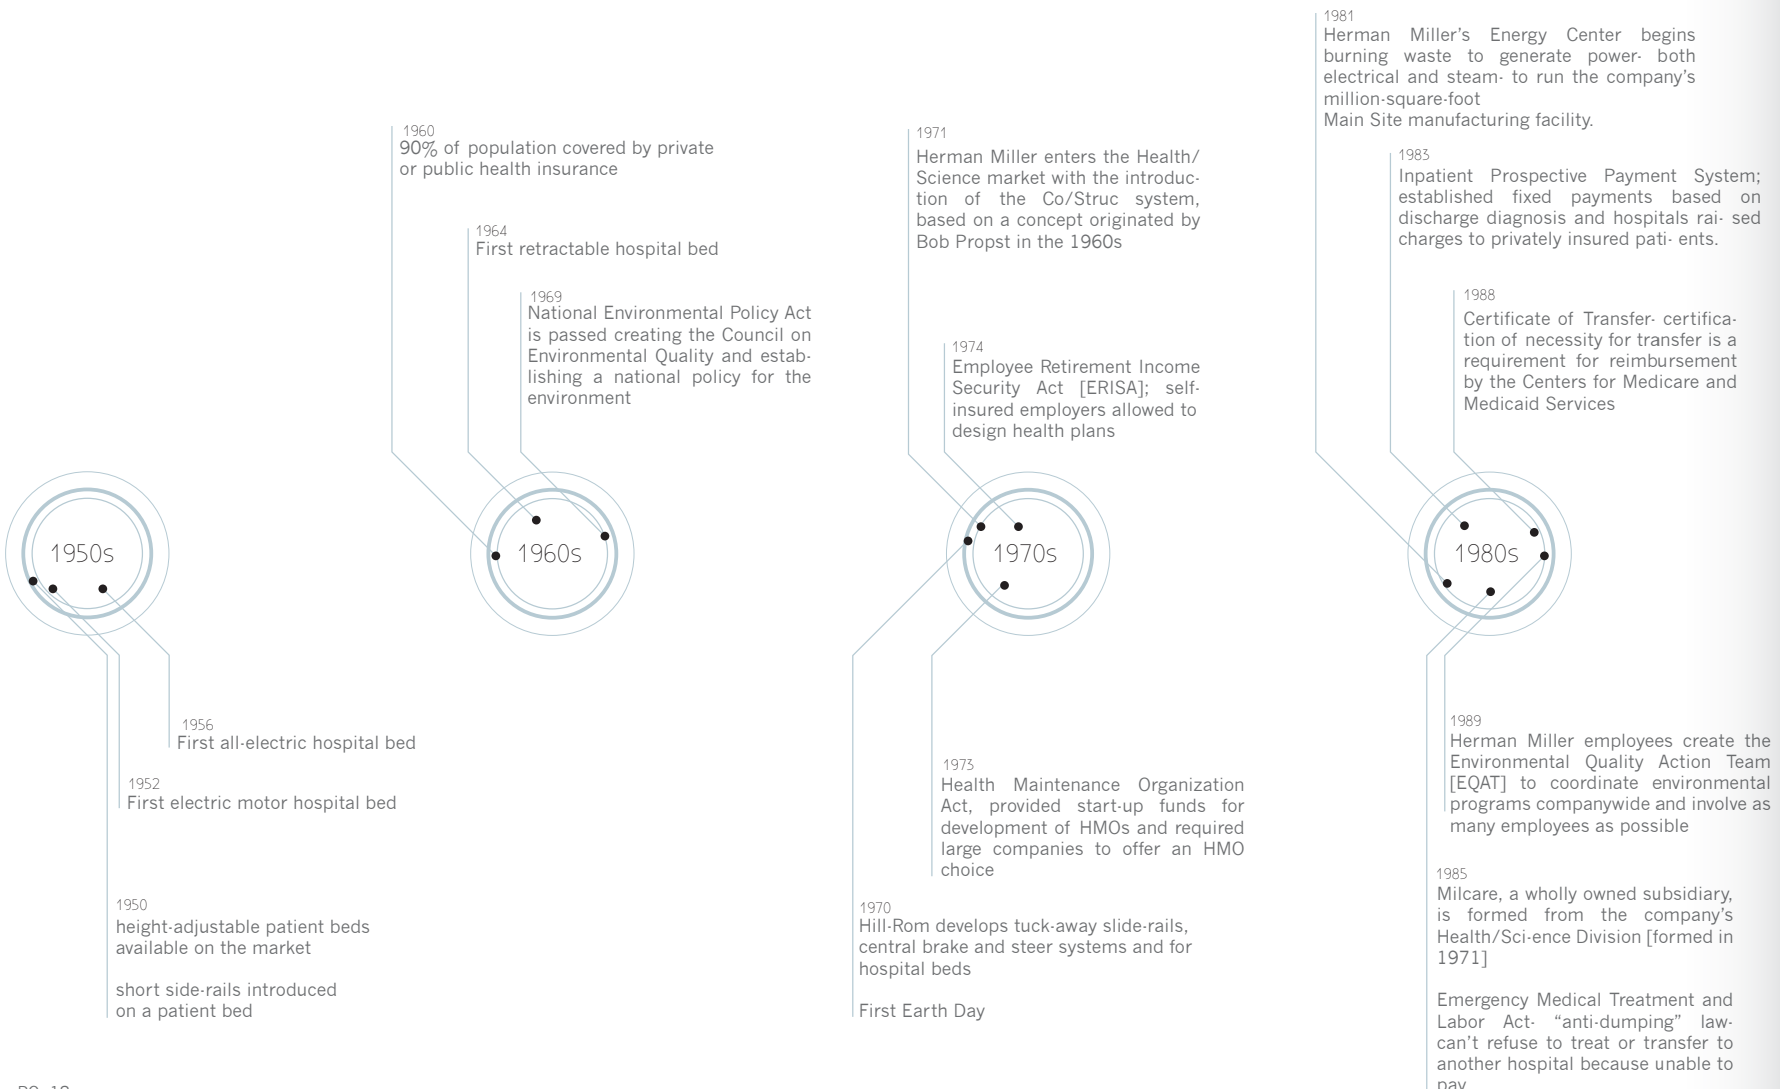 1981
Herman Miller's Energy Center begins
burning waste to generate power- both
electrical and steam- to run the company's
million-square-foot
Main Site manufacturing facility.
1960
90% of population covered by private
or public health insurance
1964
First retractable hospital bed
1969
National Environmental Policy Act
is passed creating the Council on
Environmental Quality and estab-
lishing a national policy for the
environment
1971
Herman Miller enters the Health/
Science market with the introduc-
tion of the Co/Struc system,
based on a concept originated by
Bob Propst in the 1960s
1974
Employee Retirement Income
Security Act [ERISA]; self-
insured employers allowed to
design health plans
1983
Inpatient Prospective Payment System;
established fixed payments based on
discharge diagnosis and hospitals rai- sed
charges to privately insured pati- ents.
1988
Certificate of Transfer- certifica-
tion of necessity for transfer is a
requirement for reimbursement
by the Centers for Medicare and
Medicaid Services
1950s
1960s
1970s
1980s
1956
First all-electric hospital bed
1952
First electric motor hospital bed
1950
height-adjustable patient beds
available on the market
short side-rails introduced
on a patient bed
1973
Health Maintenance Organization
Act, provided start-up funds for
development of HMOs and required
large companies to offer an HMO
choice
1970
Hill-Rom develops tuck-away slide-rails,
central brake and steer systems and for
hospital beds
First Earth Day
1989
Herman Miller employees create the
Environmental Quality Action Team
[EQAT] to coordinate environmental
programs companywide and involve as
many employees as possible
1985
Milcare, a wholly owned subsidiary,
is formed from the company's
Health/Sci-ence Division [formed in
1971]
Emergency Medical Treatment and
Labor Act- "anti-dumping" law-
can't refuse to treat or transfer to
another hospital because unable to
pay